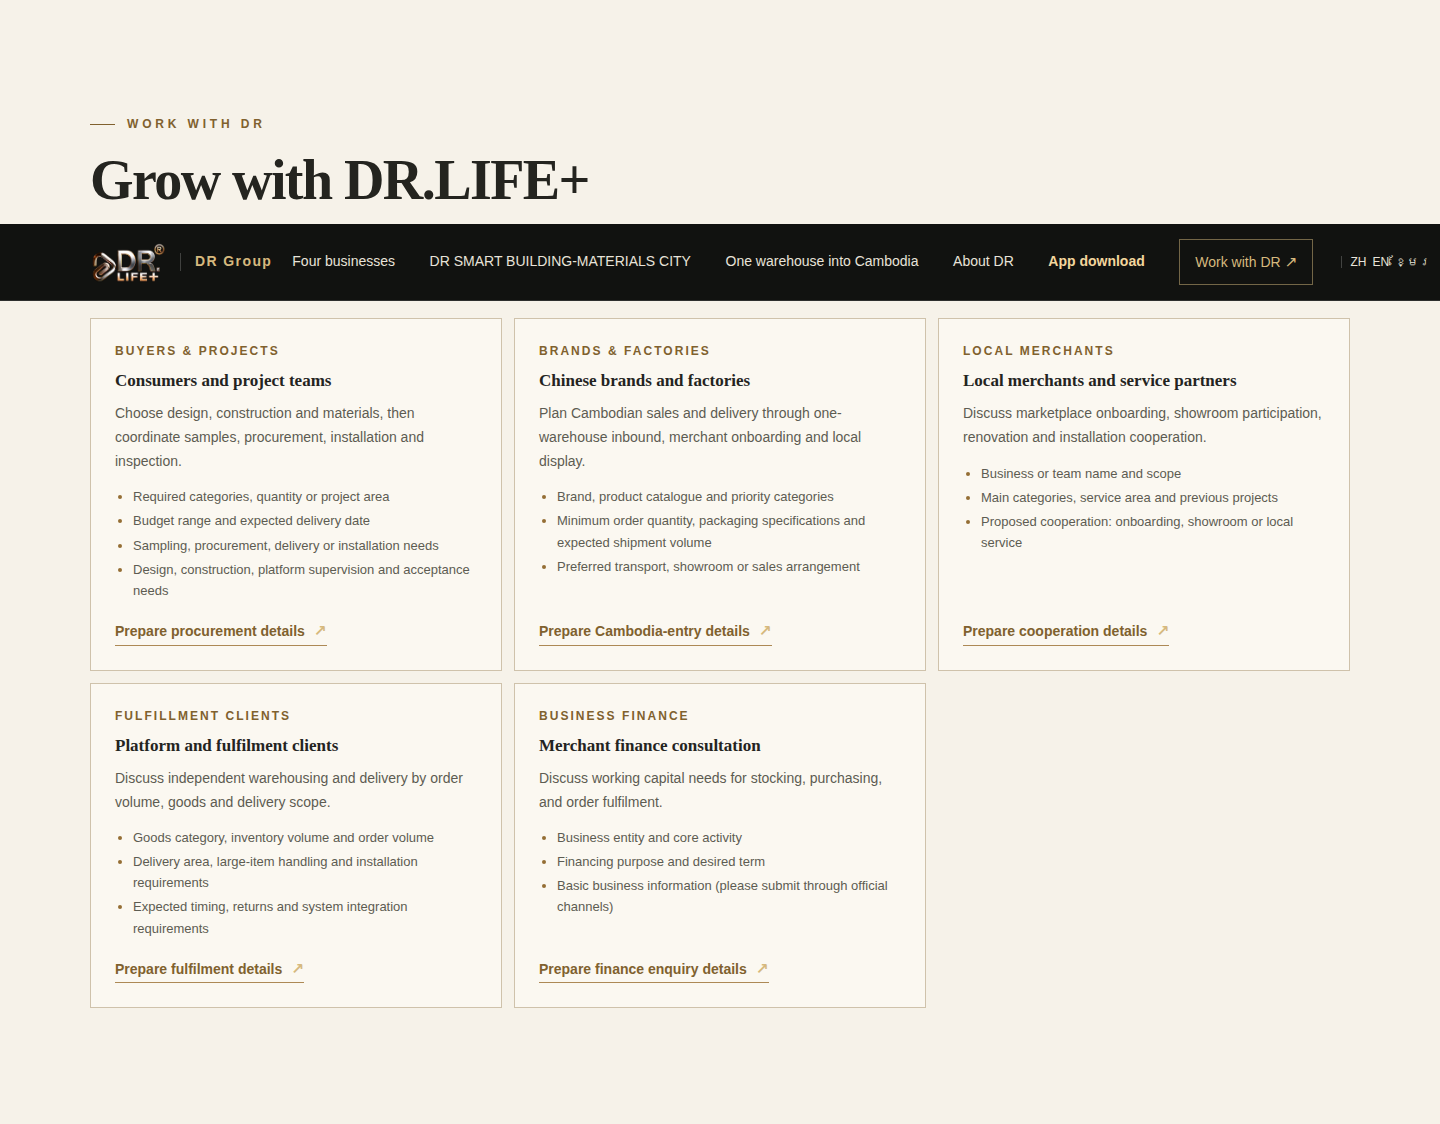 WORK WITH DR
Grow with DR.LIFE+
DR.® LIFE+
DR Group
Four businesses
DR SMART BUILDING-MATERIALS CITY
One warehouse into Cambodia
About DR
App download
Work with DR ↗
ZH EN ខ្មែរ
BUYERS & PROJECTS
Consumers and project teams
Choose design, construction and materials, then
coordinate samples, procurement, installation and
inspection.
• Required categories, quantity or project area
• Budget range and expected delivery date
• Sampling, procurement, delivery or installation needs
• Design, construction, platform supervision and acceptance
needs
Prepare procurement details ↗
BRANDS & FACTORIES
Chinese brands and factories
Plan Cambodian sales and delivery through one-
warehouse inbound, merchant onboarding and local
display.
• Brand, product catalogue and priority categories
• Minimum order quantity, packaging specifications and
expected shipment volume
• Preferred transport, showroom or sales arrangement
Prepare Cambodia-entry details ↗
LOCAL MERCHANTS
Local merchants and service partners
Discuss marketplace onboarding, showroom participation,
renovation and installation cooperation.
• Business or team name and scope
• Main categories, service area and previous projects
• Proposed cooperation: onboarding, showroom or local
service
Prepare cooperation details ↗
FULFILLMENT CLIENTS
Platform and fulfilment clients
Discuss independent warehousing and delivery by order
volume, goods and delivery scope.
• Goods category, inventory volume and order volume
• Delivery area, large-item handling and installation
requirements
• Expected timing, returns and system integration
requirements
Prepare fulfilment details ↗
BUSINESS FINANCE
Merchant finance consultation
Discuss working capital needs for stocking, purchasing,
and order fulfilment.
• Business entity and core activity
• Financing purpose and desired term
• Basic business information (please submit through official
channels)
Prepare finance enquiry details ↗